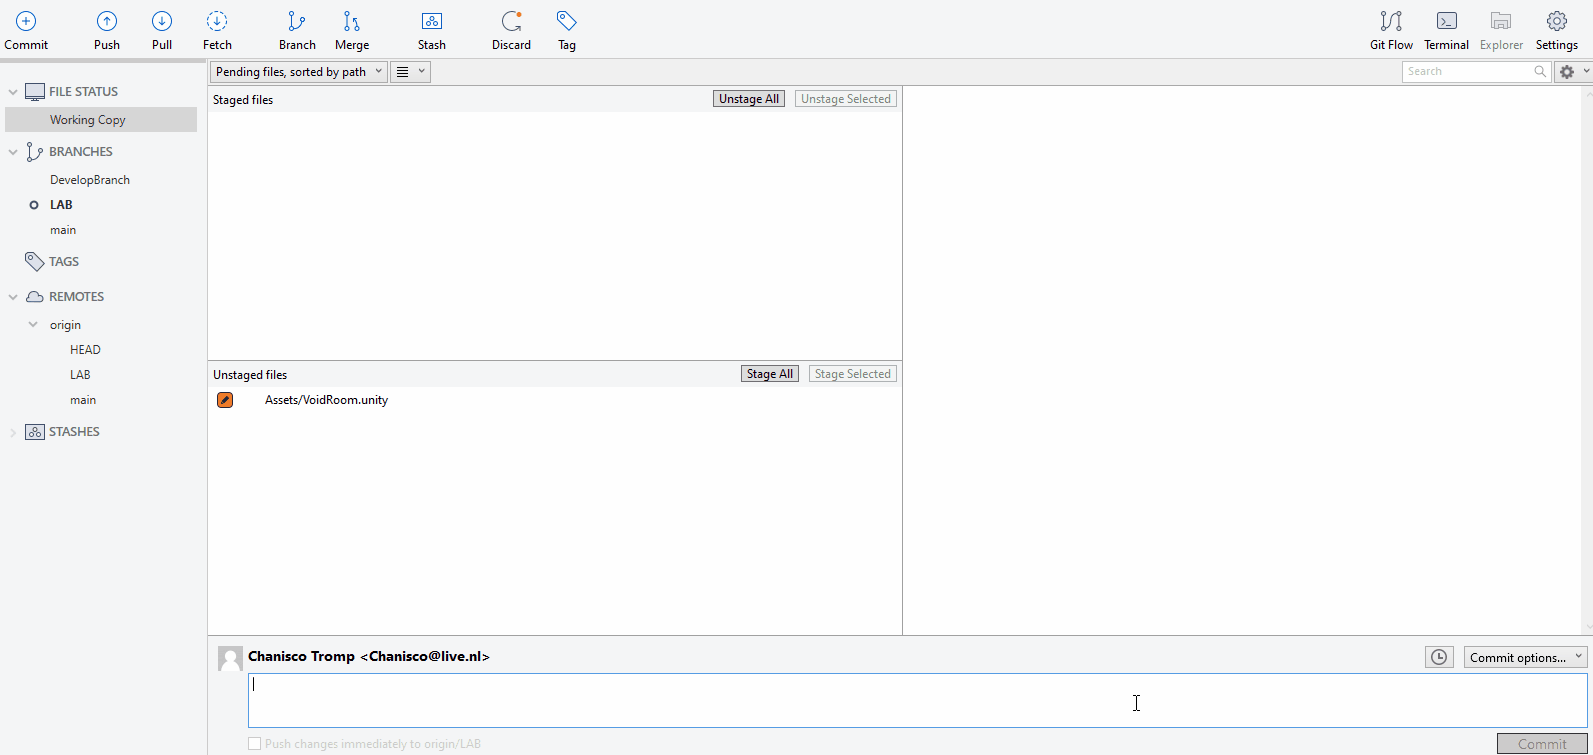 Commit Push Pull Fetch Branch Merge Stash Discard Tag Git Flow Terminal Explorer Settings
Pending files, sorted by path
Search
FILE STATUS
Working Copy
BRANCHES
DevelopBranch
LAB
main
TAGS
REMOTES
origin
HEAD
LAB
main
STASHES
Staged files Unstage All Unstage Selected
Unstaged files Stage All Stage Selected
Assets/VoidRoom.unity
Chanisco Tromp <Chanisco@live.nl>
Commit options...
Push changes immediately to origin/LAB
Commit